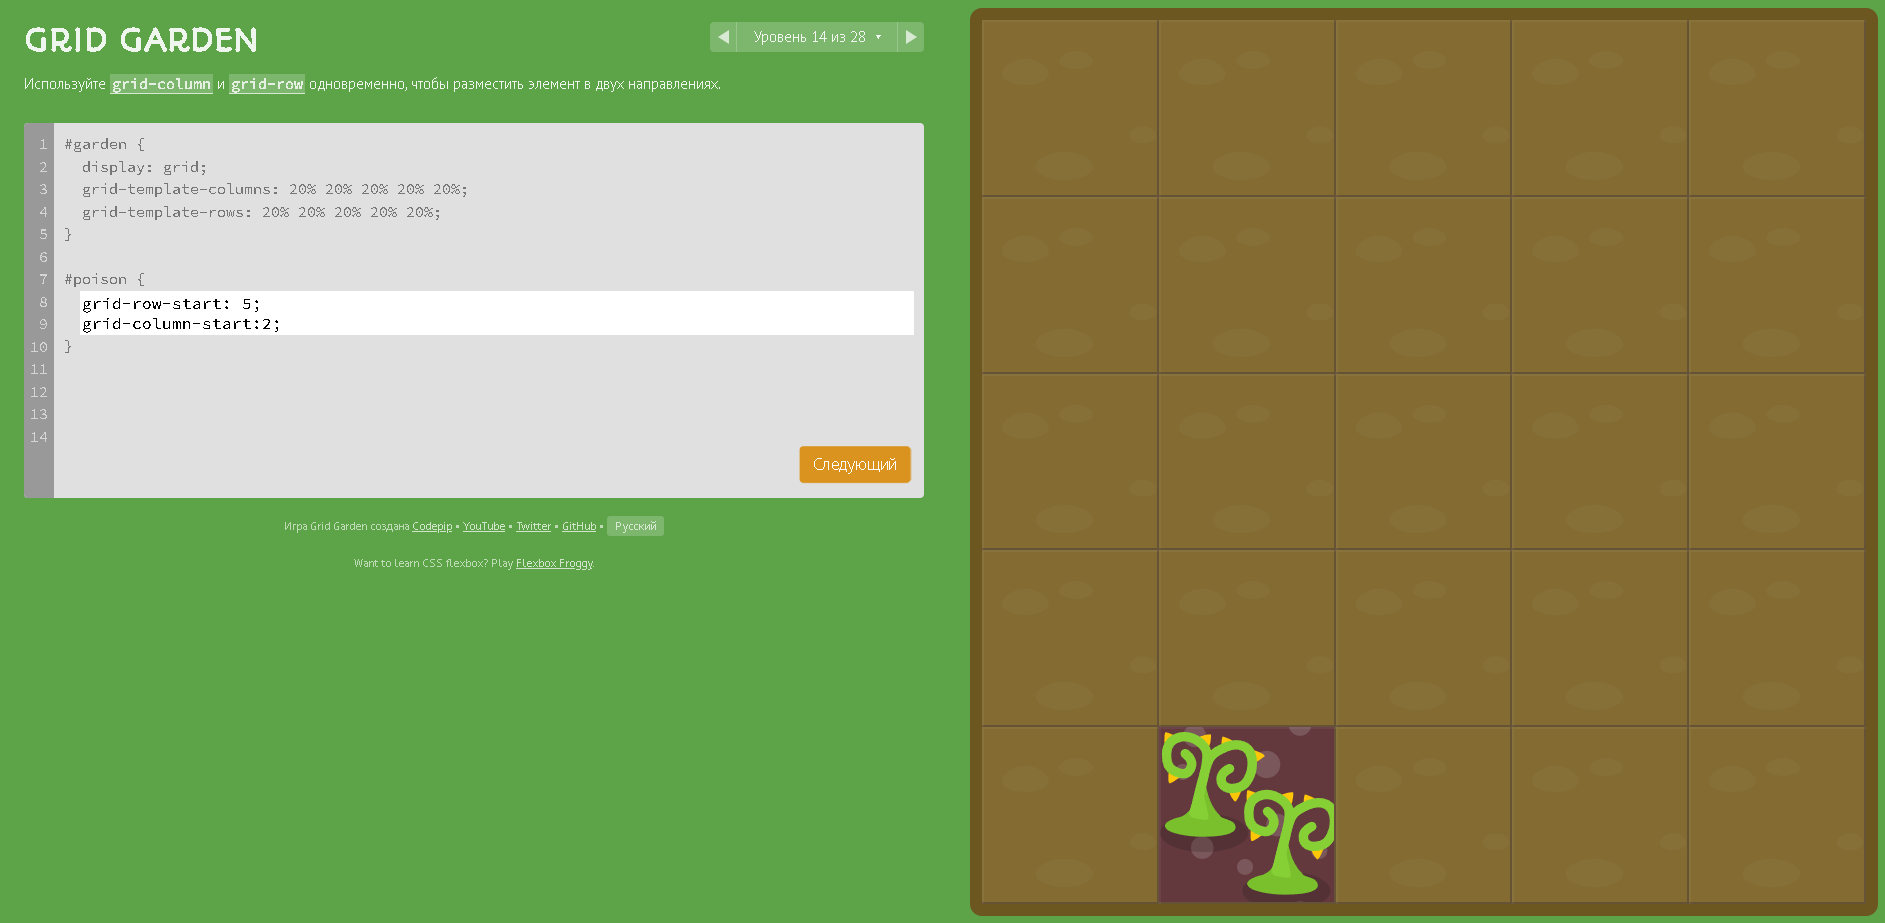 GRID GARDEN
Уровень 14 из 28
Используйте grid-column и grid-row одновременно, чтобы разместить элемент в двух направлениях.
1 #garden {
2 display: grid;
3 grid-template-columns: 20% 20% 20% 20% 20%;
4 grid-template-rows: 20% 20% 20% 20% 20%;
5 }
6
7 #poison {
8 grid-row-start: 5;
9 grid-column-start:2;
10 }
11
12
13
14
Следующий
Игра Grid Garden создана Codepip • YouTube • Twitter • GitHub • Русский
Want to learn CSS flexbox? Play Flexbox Froggy.